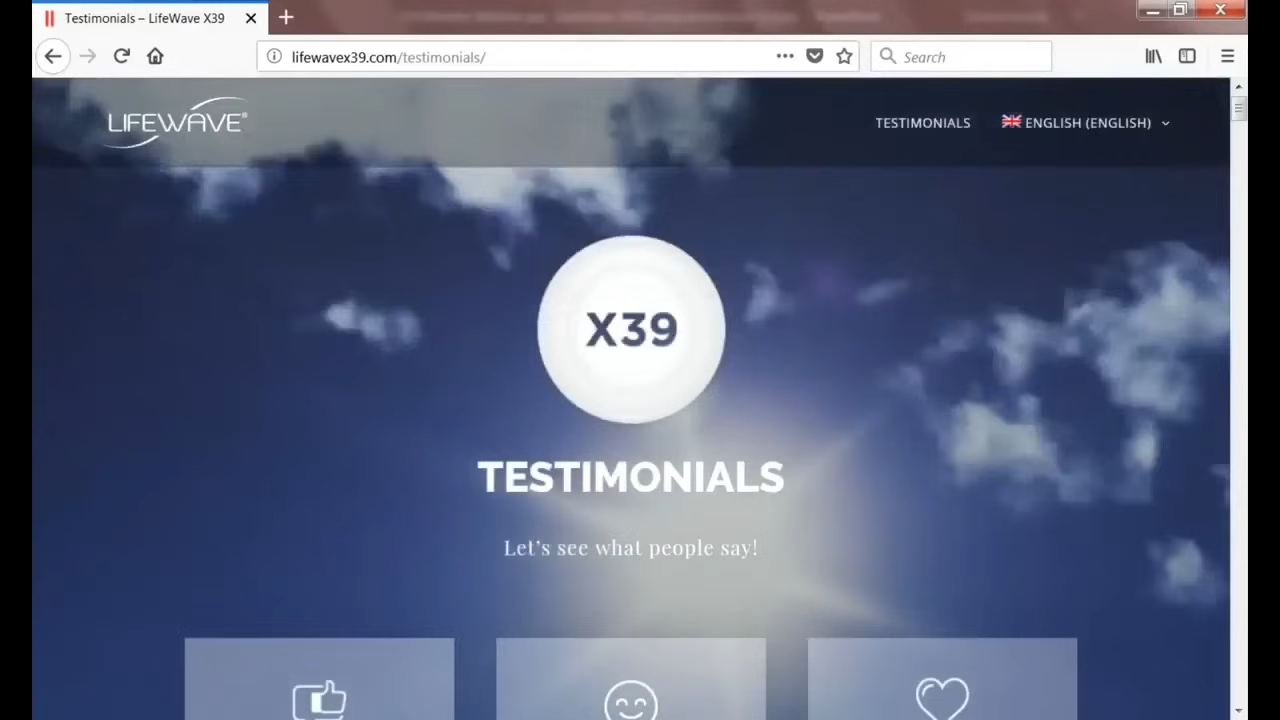 Testimonials – LifeWave X39
lifewavex39.com/testimonials/
Search
LIFEWAVE®
TESTIMONIALS
ENGLISH (ENGLISH)
X39
TESTIMONIALS
Let's see what people say!